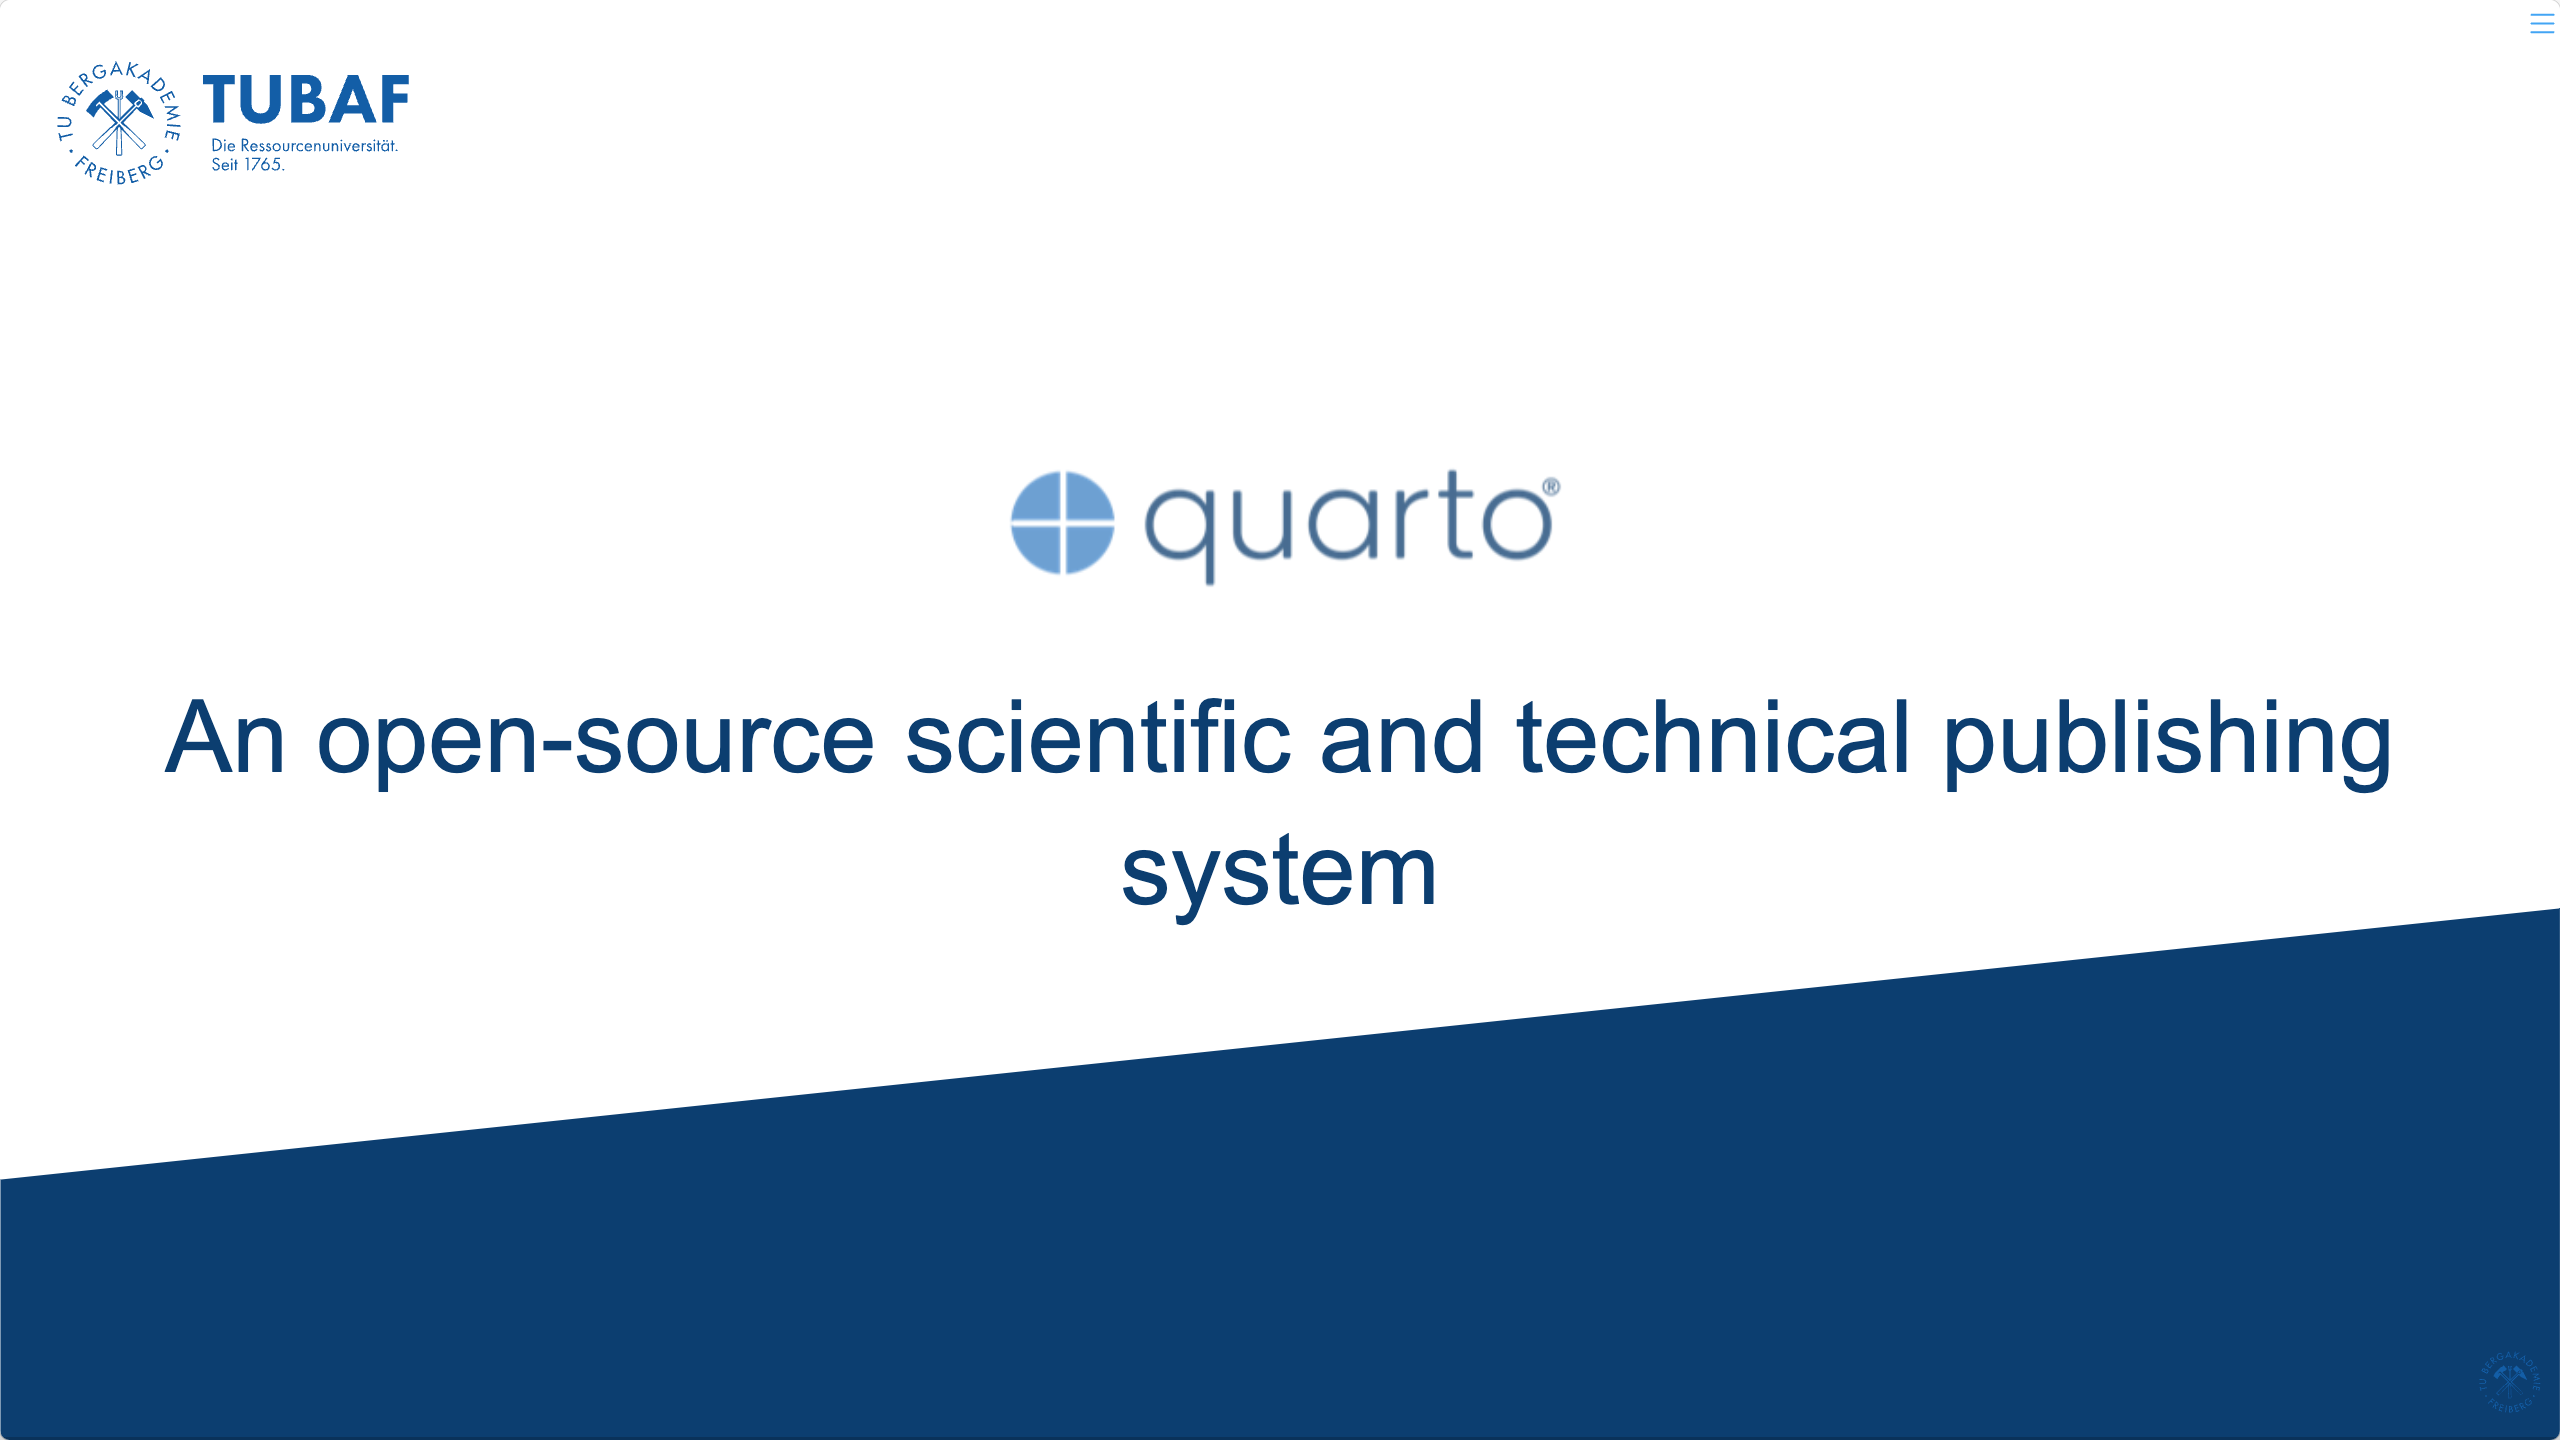 TU BERGAKADEMIE
· FREIBERG ·
TUBAF
Die Ressourcenuniversität.
Seit 1765.
quarto®
An open-source scientific and technical publishing
system
TU BERGAKADEMIE
· FREIBERG ·